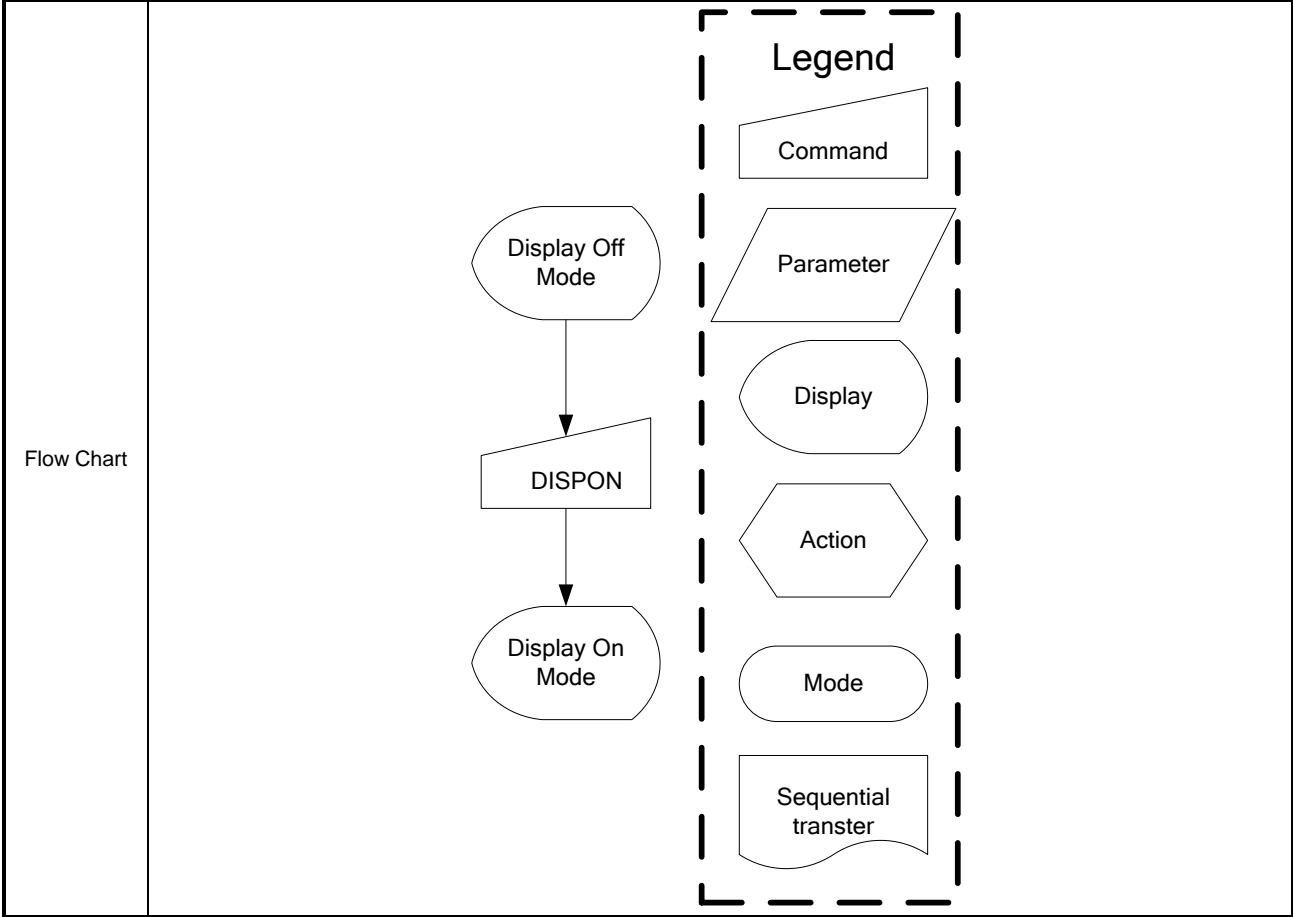 Flow Chart
Display Off
Mode
DISPON
Display On
Mode
Legend
Command
Parameter
Display
Action
Mode
Sequential
transter